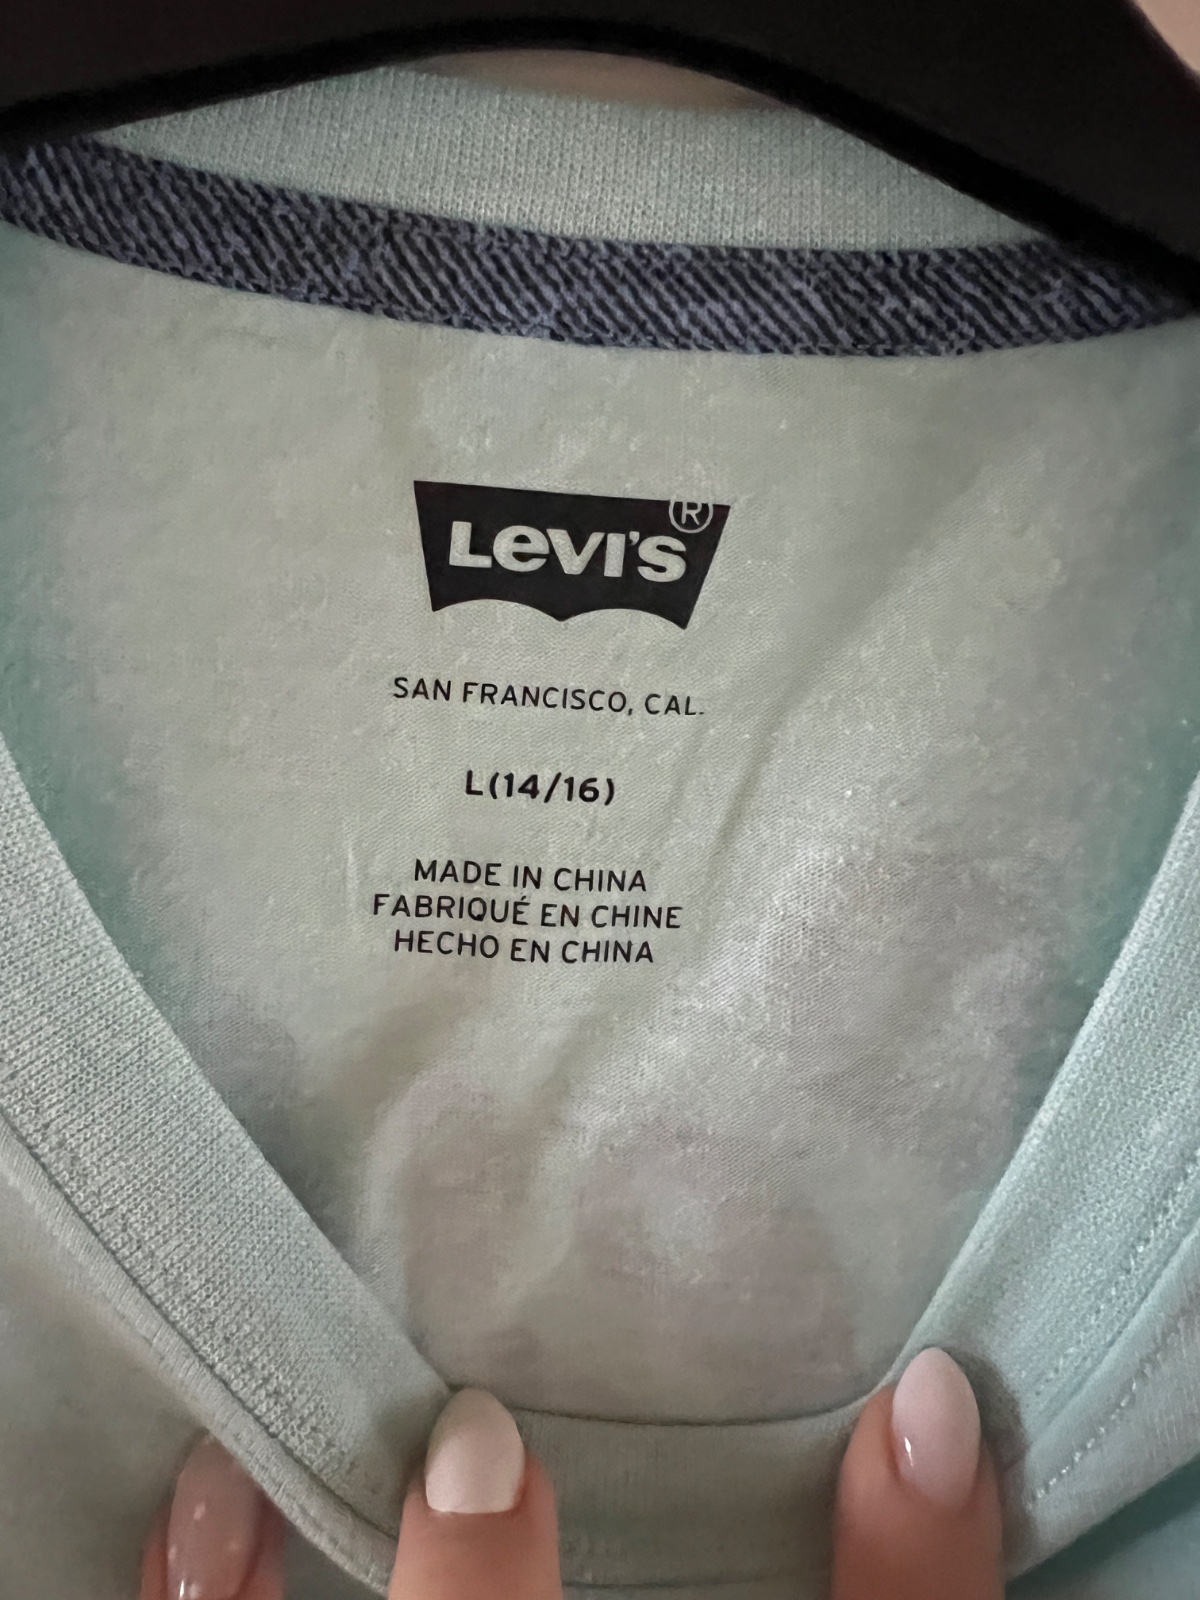 Levi's®
SAN FRANCISCO, CAL.
L(14/16)
MADE IN CHINA
FABRIQUÉ EN CHINE
HECHO EN CHINA